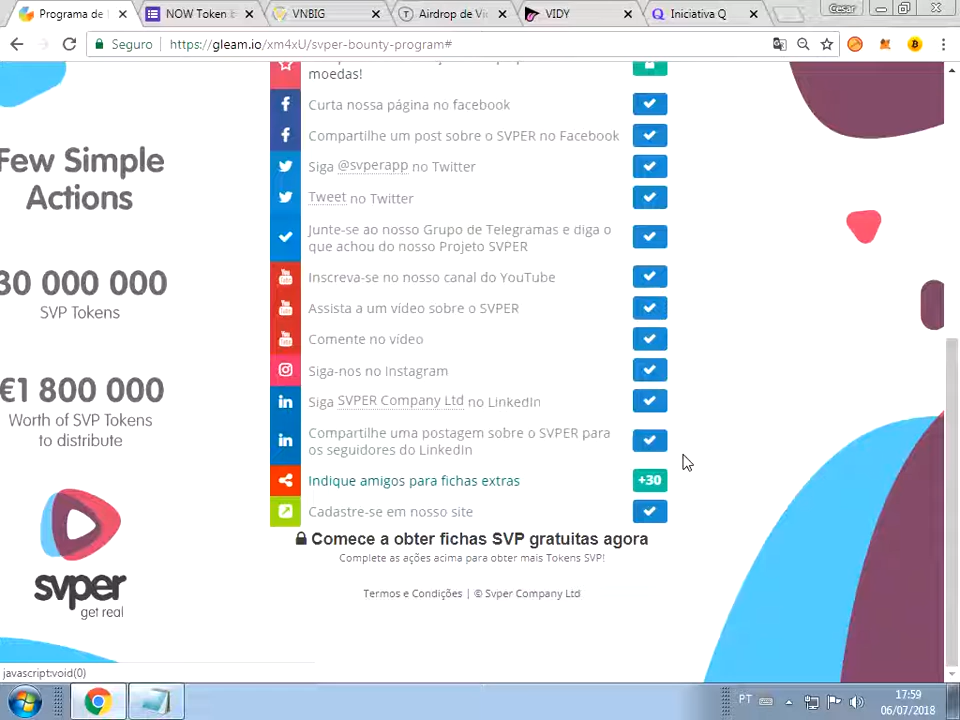 Programa de
NOW Token b
VNBIG
Airdrop de Vi
VIDY
Iniciativa Q
Cesar
Seguro
https://gleam.io/xm4xU/svper-bounty-program#
moedas!
Curta nossa página no facebook
Compartilhe um post sobre o SVPER no Facebook
Siga @svperapp no Twitter
Tweet no Twitter
Junte-se ao nosso Grupo de Telegramas e diga o
que achou do nosso Projeto SVPER
Inscreva-se no nosso canal do YouTube
Assista a um vídeo sobre o SVPER
Comente no vídeo
Siga-nos no Instagram
Siga SVPER Company Ltd no LinkedIn
Compartilhe uma postagem sobre o SVPER para
os seguidores do LinkedIn
Indique amigos para fichas extras
+30
Cadastre-se em nosso site
Comece a obter fichas SVP gratuitas agora
Complete as ações acima para obter mais Tokens SVP!
Termos e Condições | © Svper Company Ltd
Few Simple
Actions
30 000 000
SVP Tokens
€1 800 000
Worth of SVP Tokens
to distribute
svper
get real
javascript:void(0)
PT
17:59
06/07/2018